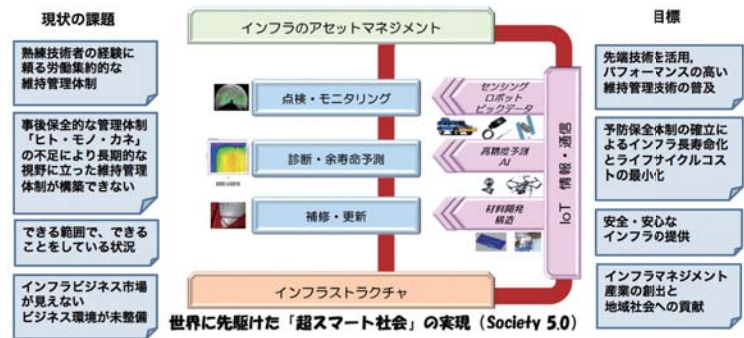 現状の課題
熟練技術者の経験に
頼る労働集約的な
維持管理体制
事後保全的な管理体制
「ヒト・モノ・カネ」
の不足により長期的な
視野に立った維持管理
体制が構築できない
できる範囲で、できる
ことをしている状況
インフラビジネス市場
が見えない
ビジネス環境が未整備
インフラのアセットマネジメント
点検・モニタリング
診断・余寿命予測
補修・更新
インフラストラクチャ
センシング
ロボット
ビックデータ
高精度予測
AI
材料開発
構造
IoT 情報・通信
世界に先駆けた「超スマート社会」の実現（Society 5.0）
目標
先端技術を活用,
パフォーマンスの高い
維持管理技術の普及
予防保全体制の確立に
よるインフラ長寿命化
とライフサイクルコス
トの最小化
安全・安心な
インフラの提供
インフラマネジメント
産業の創出と
地域社会への貢献